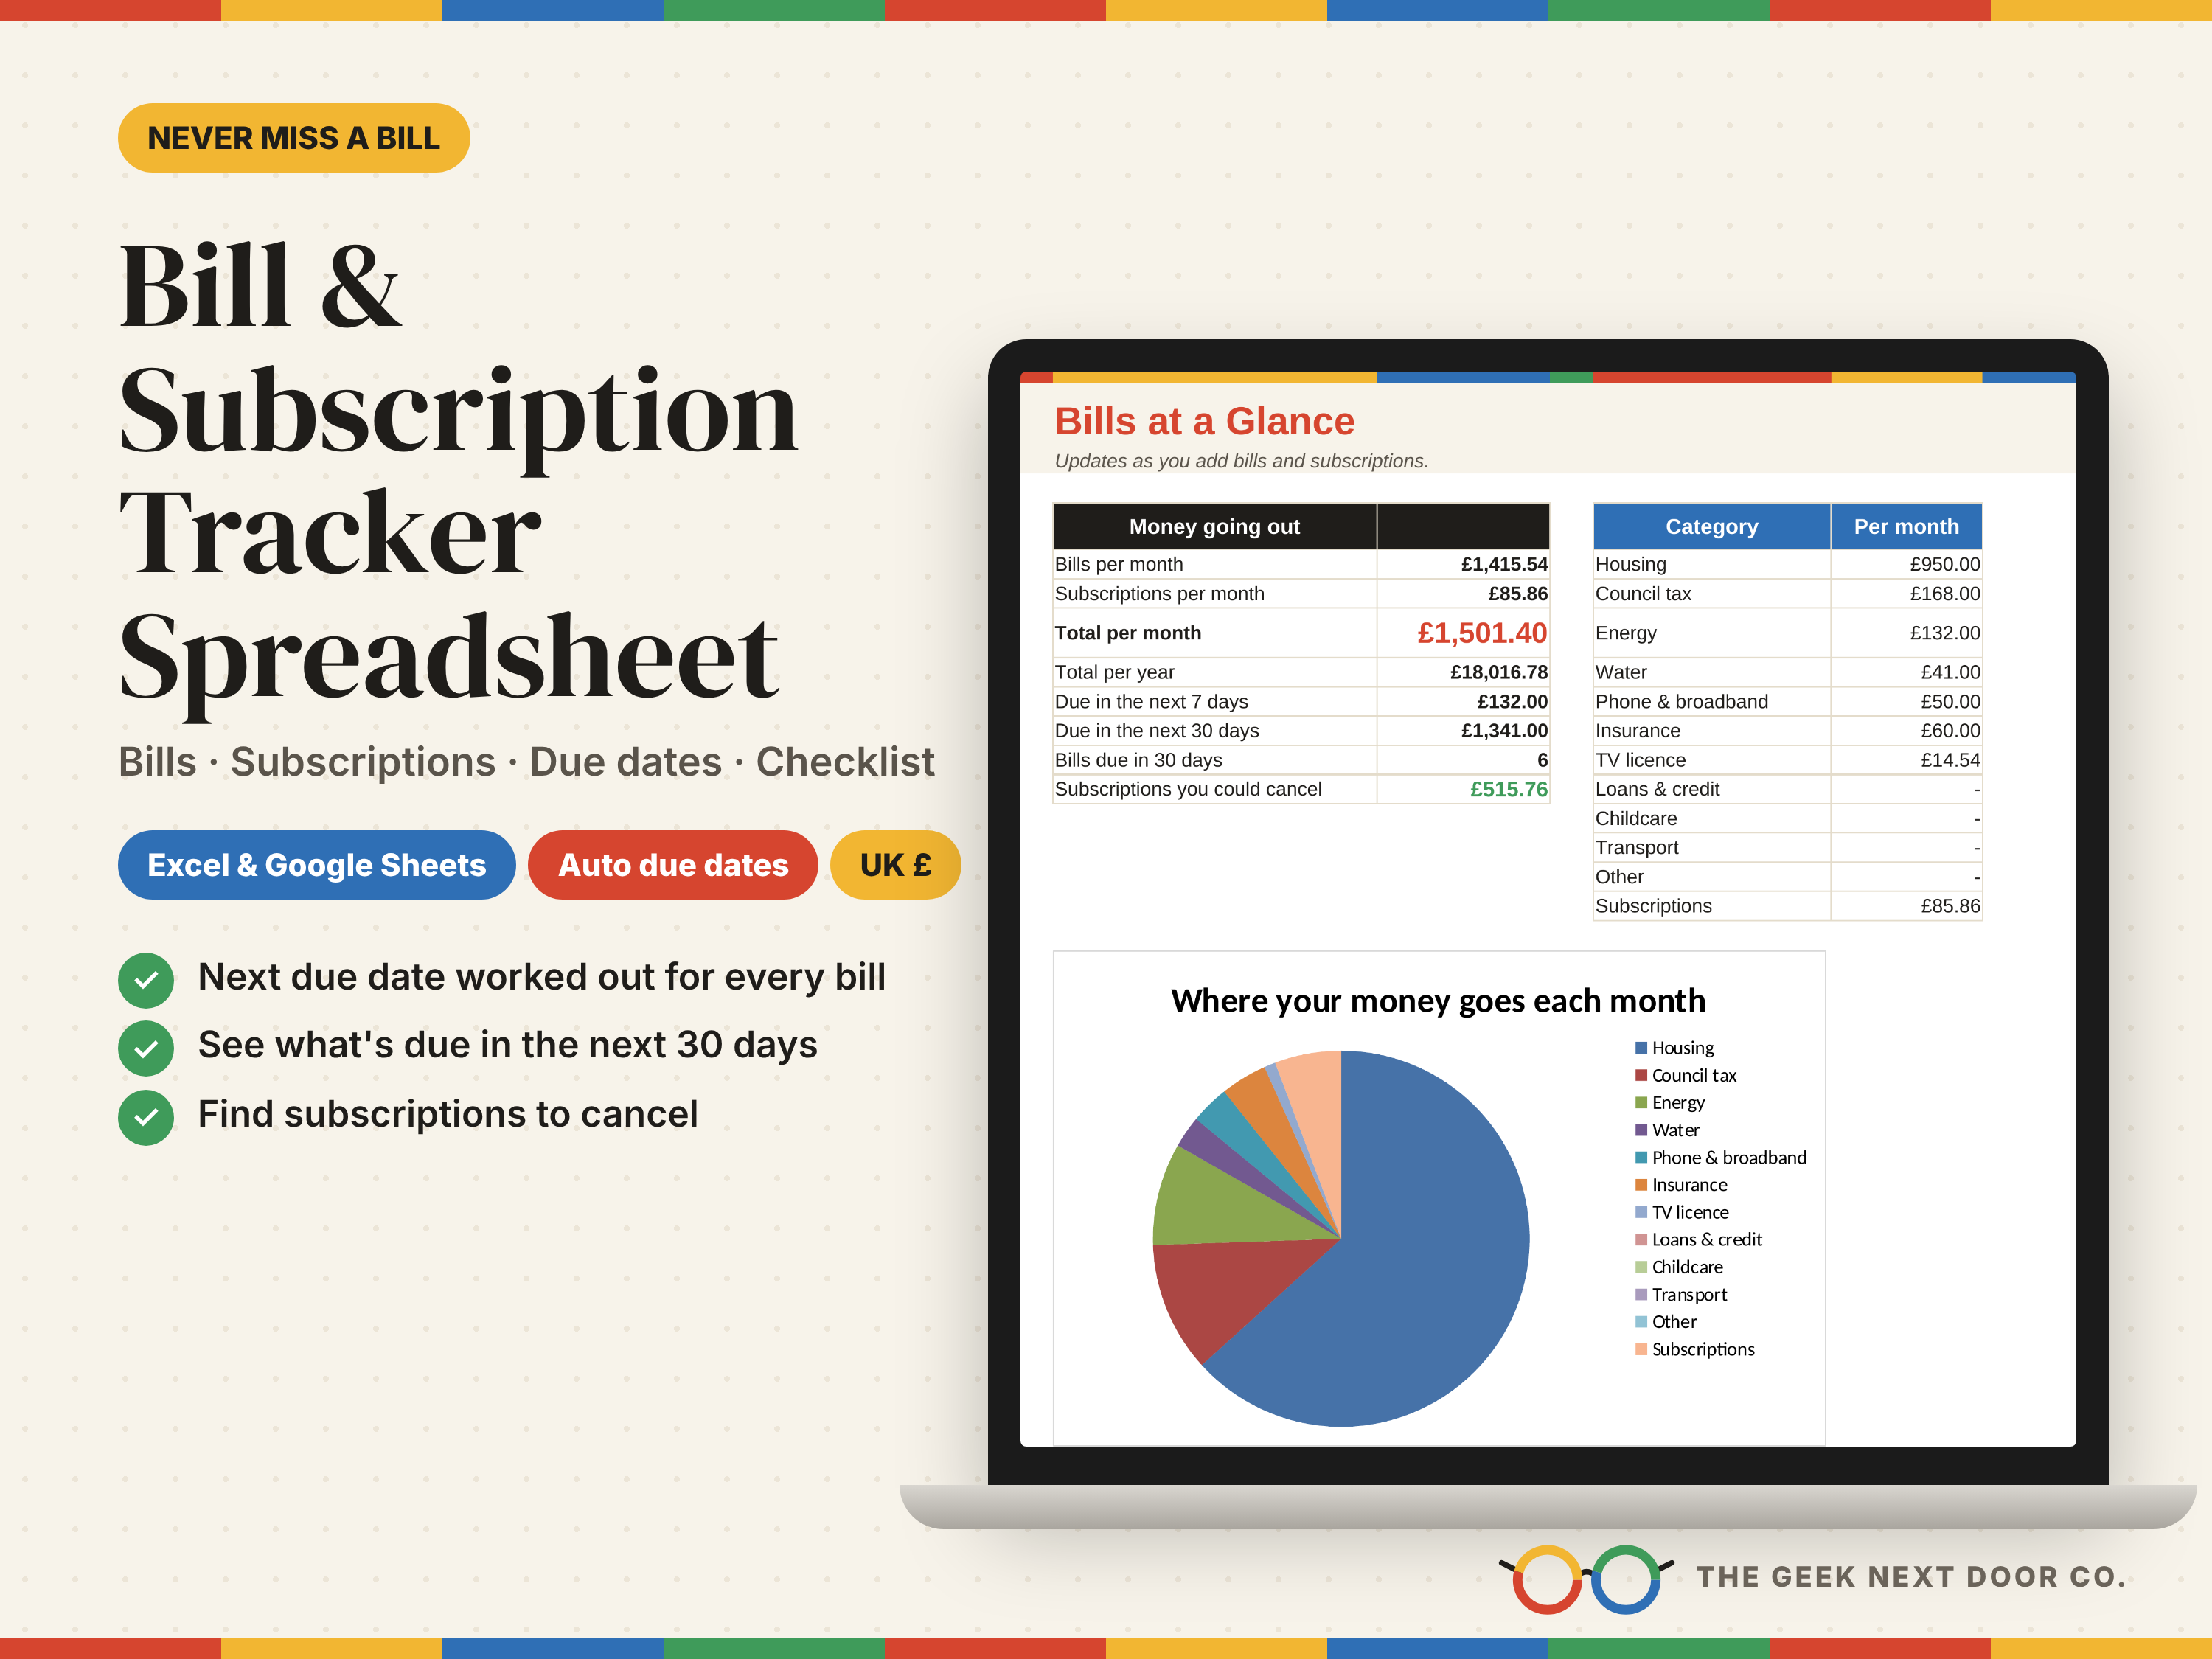 NEVER MISS A BILL
Bill &
Subscription
Tracker
Spreadsheet
Bills · Subscriptions · Due dates · Checklist
Excel & Google Sheets
Auto due dates
UK £
Next due date worked out for every bill
See what's due in the next 30 days
Find subscriptions to cancel
Bills at a Glance
Updates as you add bills and subscriptions.
Money going out
Bills per month £1,415.54
Subscriptions per month £85.86
Total per month £1,501.40
Total per year £18,016.78
Due in the next 7 days £132.00
Due in the next 30 days £1,341.00
Bills due in 30 days 6
Subscriptions you could cancel £515.76
Category Per month
Housing £950.00
Council tax £168.00
Energy £132.00
Water £41.00
Phone & broadband £50.00
Insurance £60.00
TV licence £14.54
Loans & credit -
Childcare -
Transport -
Other -
Subscriptions £85.86
Where your money goes each month
Housing
Council tax
Energy
Water
Phone & broadband
Insurance
TV licence
Loans & credit
Childcare
Transport
Other
Subscriptions
THE GEEK NEXT DOOR CO.